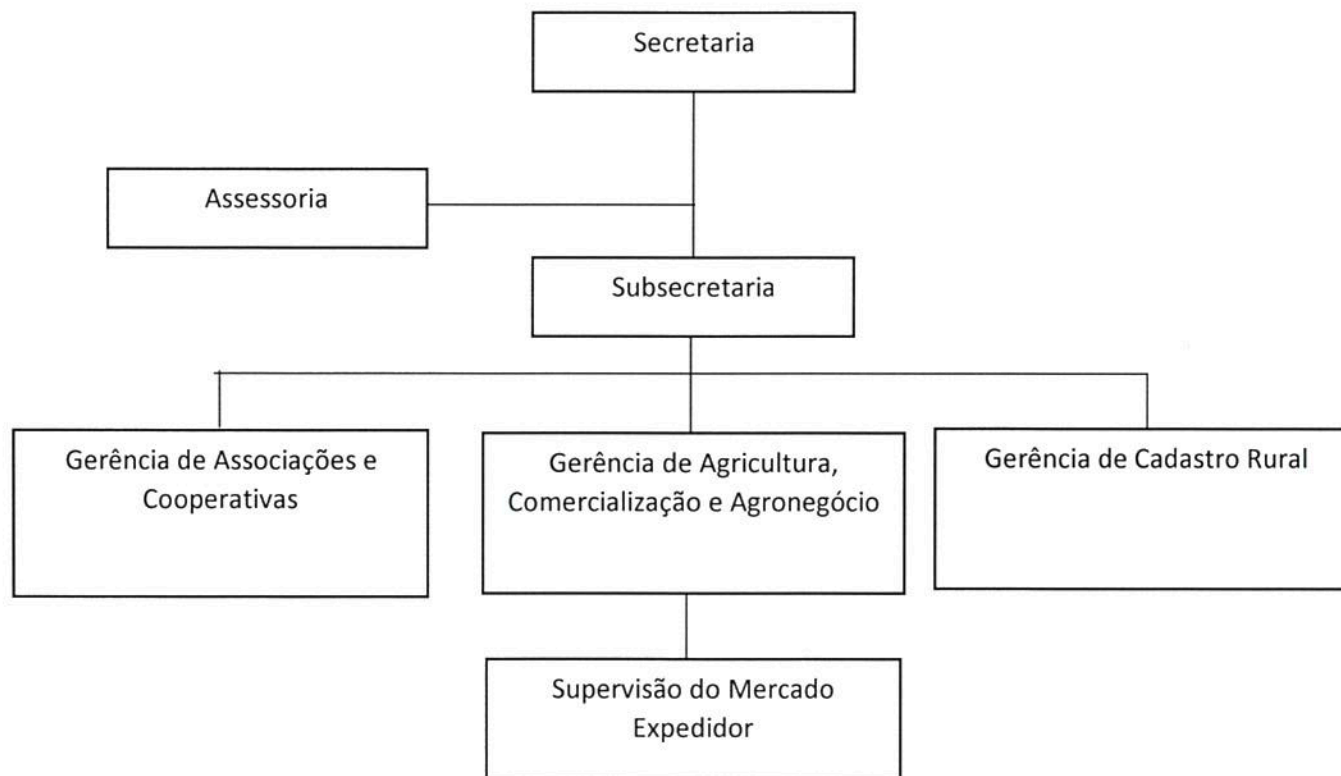 Secretaria
Assessoria
Subsecretaria
Gerência de Associações e
Cooperativas
Gerência de Agricultura,
Comercialização e Agronegócio
Gerência de Cadastro Rural
Supervisão do Mercado
Expedidor